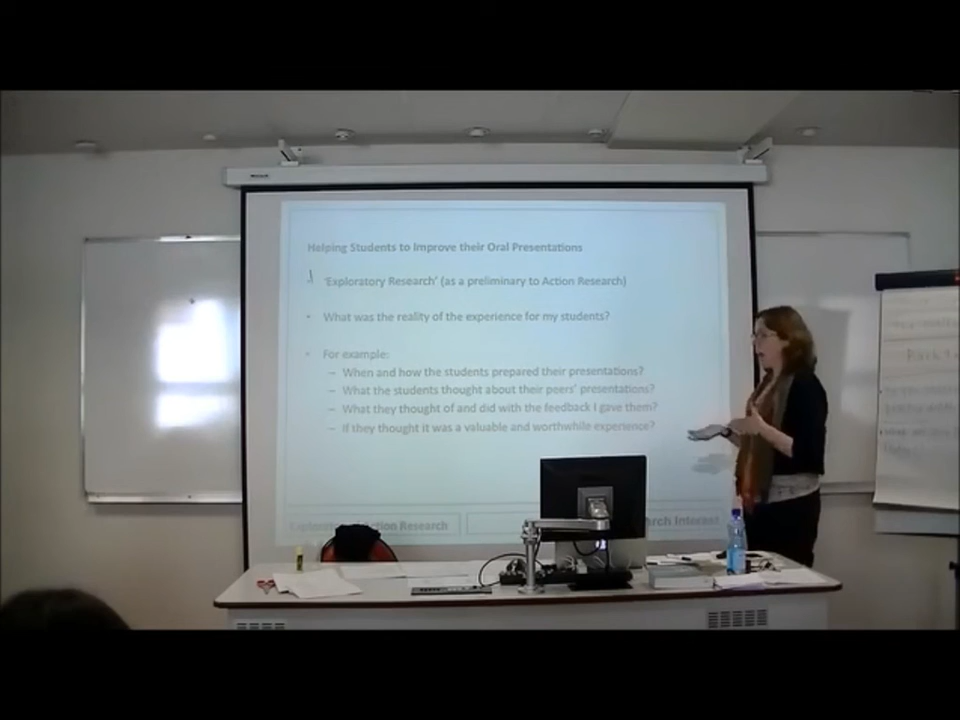 Helping Students to Improve their Oral Presentations
'Exploratory Research' (as a preliminary to Action Research)
• What was the reality of the experience for my students?
• For example:
– When and how the students prepared their presentations?
– What the students thought about their peers' presentations?
– What they thought of and did with the feedback I gave them?
– If they thought it was a valuable and worthwhile experience?
Action Research
Interest